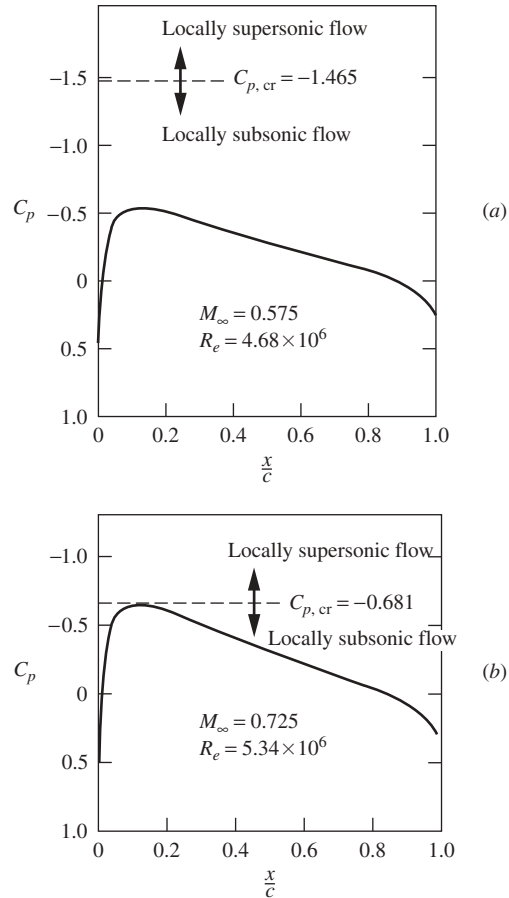 Locally supersonic flow
–1.5
C_p, cr = –1.465
Locally subsonic flow
–1.0
C_p
–0.5
(a)
0
M_∞ = 0.575
R_e = 4.68×10^6
0.5
1.0
0 0.2 0.4 0.6 0.8 1.0
x/c
–1.0
Locally supersonic flow
C_p, cr = –0.681
–0.5
Locally subsonic flow
C_p
(b)
0
M_∞ = 0.725
R_e = 5.34×10^6
0.5
1.0
0 0.2 0.4 0.6 0.8 1.0
x/c